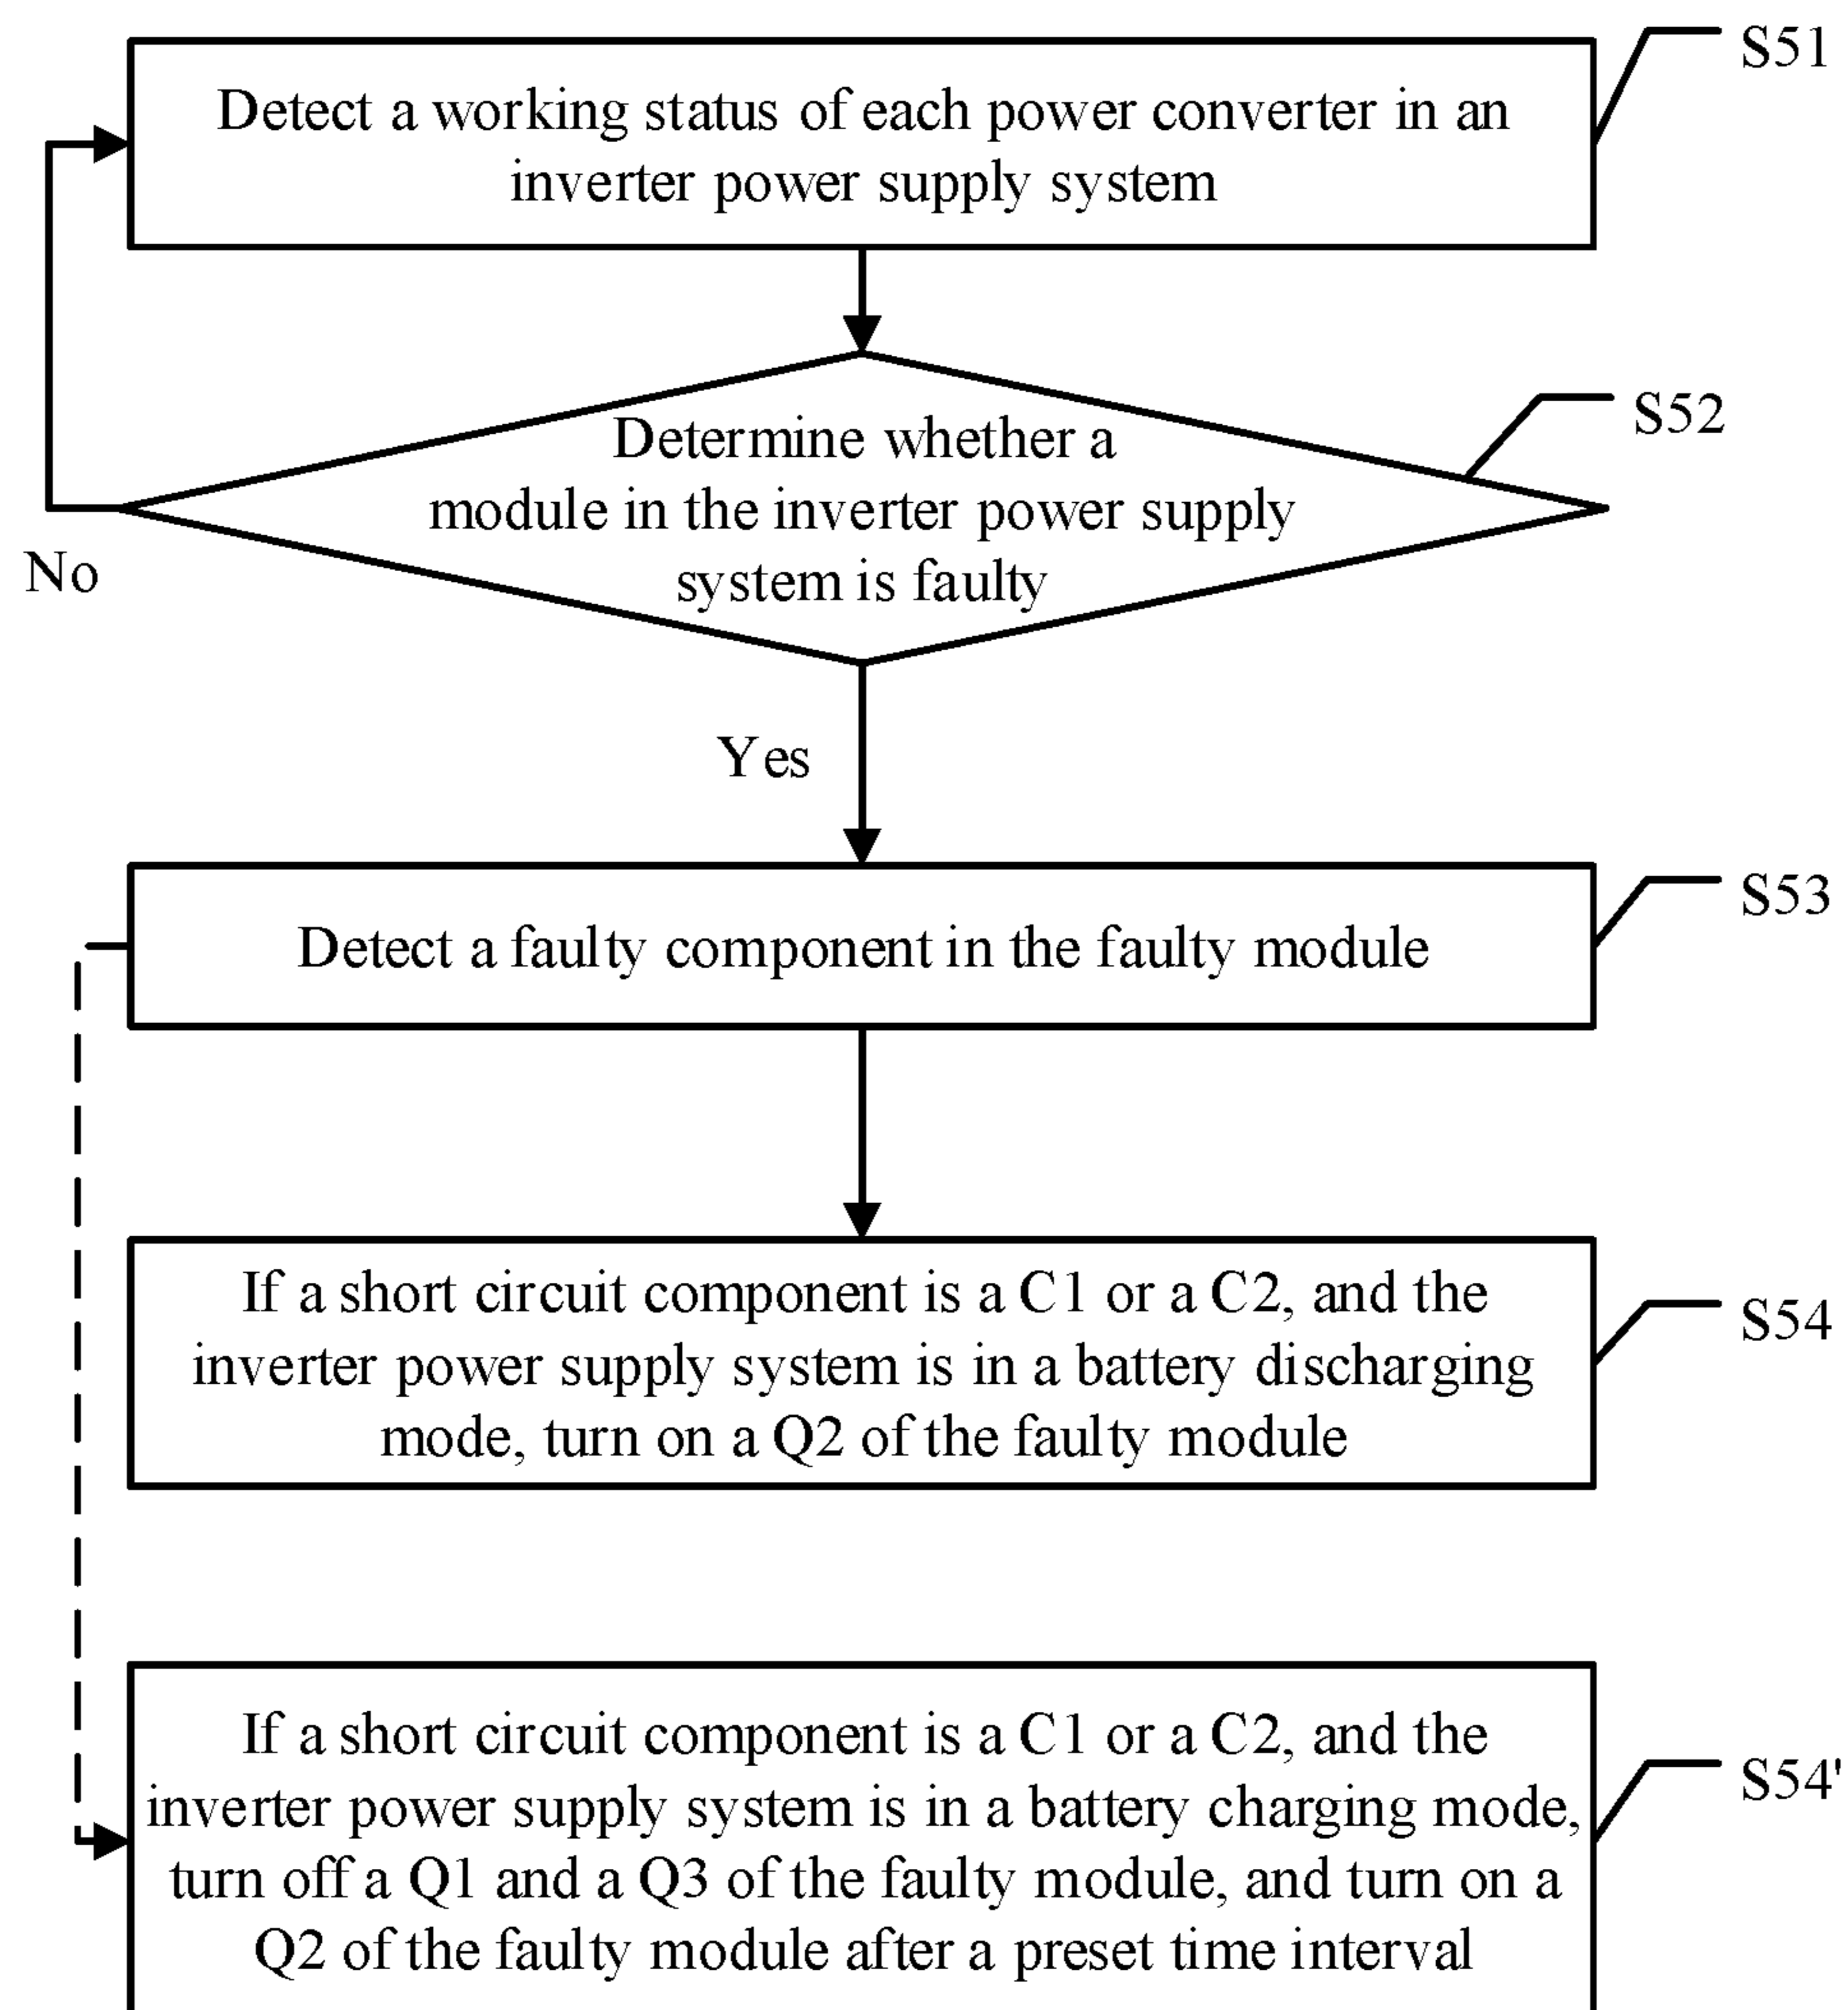 S51
Detect a working status of each power converter in an
inverter power supply system
S52
Determine whether a
module in the inverter power supply
system is faulty
No
Yes
S53
Detect a faulty component in the faulty module
S54
If a short circuit component is a C1 or a C2, and the
inverter power supply system is in a battery discharging
mode, turn on a Q2 of the faulty module
S54'
If a short circuit component is a C1 or a C2, and the
inverter power supply system is in a battery charging mode,
turn off a Q1 and a Q3 of the faulty module, and turn on a
Q2 of the faulty module after a preset time interval